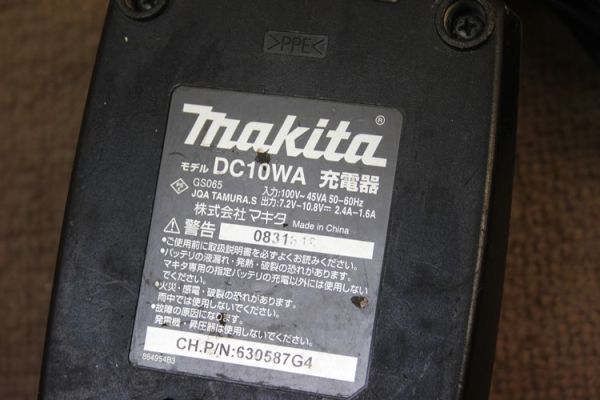 >PPE<
makita®
モデル DC10WA 充電器
GS065
JQA TAMURA.S
入力:100V~ 45VA 50-60Hz
出力:7.2V-10.8V⎓ 2.4A-1.6A
株式会社マキタ Made in China
⚠警告 0831
●ご使用前に取扱説明書を必ずよくお読みください。
●バッテリの液漏れ・発熱・破裂の恐れがあります。
マキタ専用の指定バッテリの充電以外には使用しない
でください。
●火災・感電・破裂の恐れがあります。
雨中では使用しないでください。
●故障の原因になります。
発電機・昇圧器は使用しないでください。
CH.P/N:630587G4
864954B3